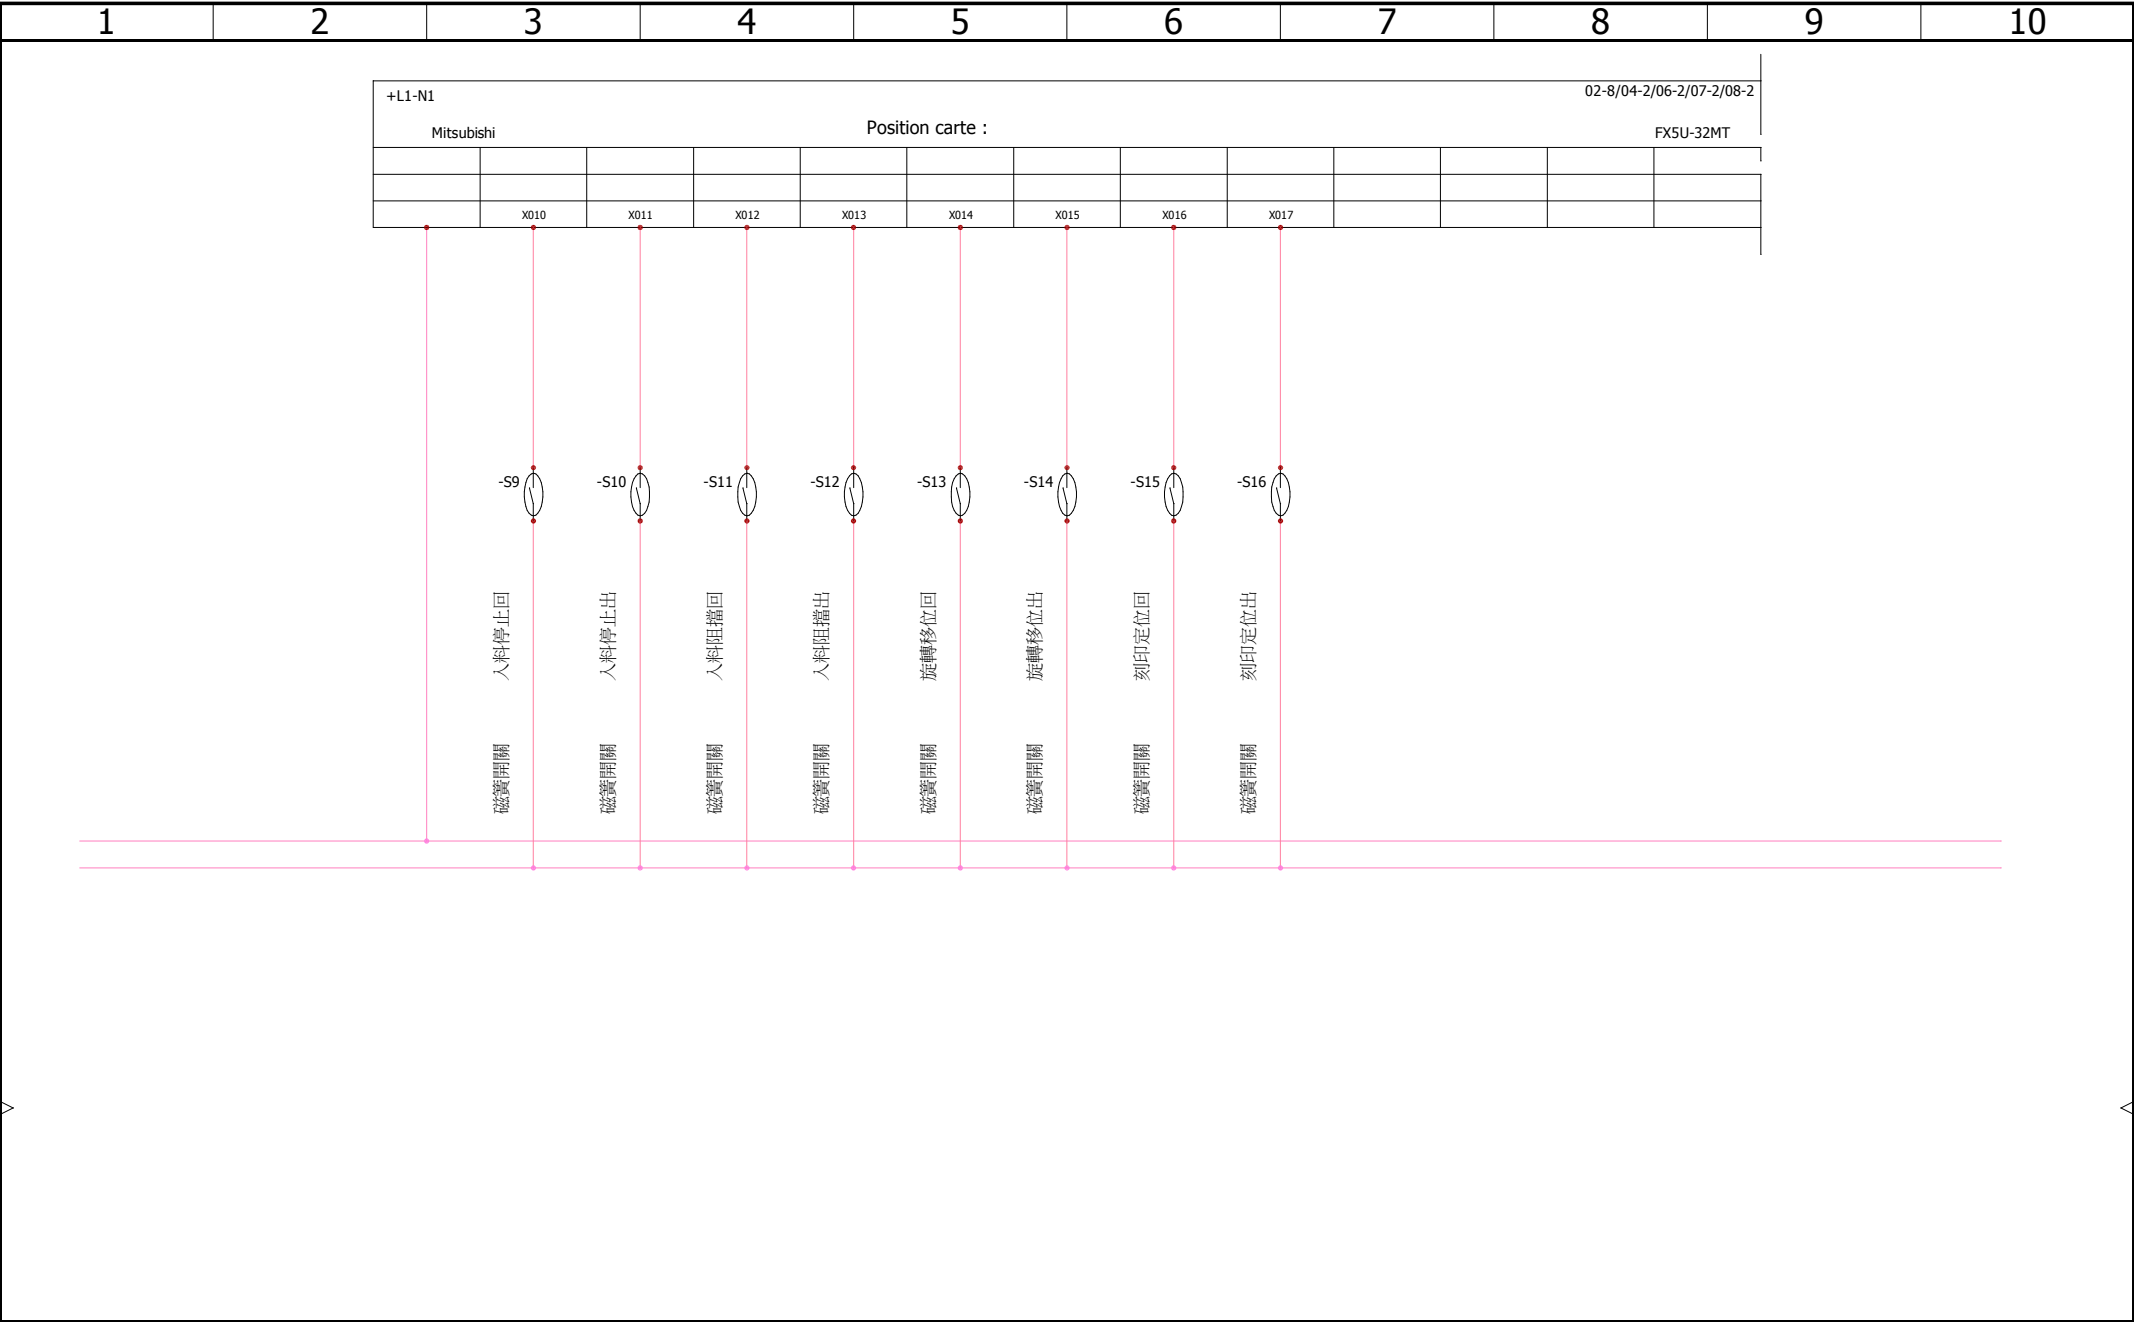 1 2 3 4 5 6 7 8 9 10
+L1-N1 02-8/04-2/06-2/07-2/08-2
Mitsubishi Position carte : FX5U-32MT
X010 X011 X012 X013 X014 X015 X016 X017
-S9 -S10 -S11 -S12 -S13 -S14 -S15 -S16
入料停止回
入料停止出
入料阻擋回
入料阻擋出
旋轉移位回
旋轉移位出
刻印定位回
刻印定位出
磁簧開關
磁簧開關
磁簧開關
磁簧開關
磁簧開關
磁簧開關
磁簧開關
磁簧開關